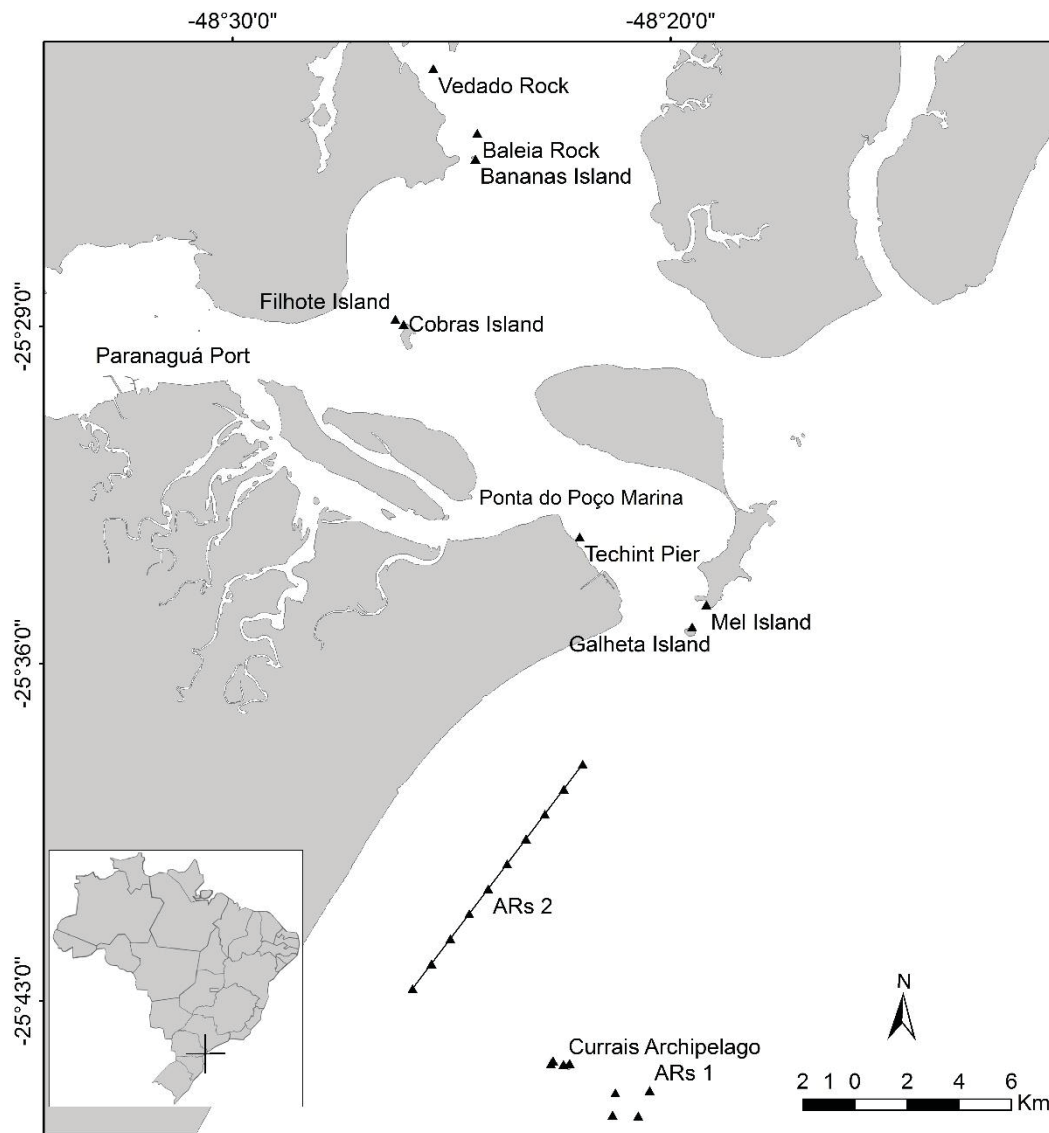 -48°30'0"
-48°20'0"
Vedado Rock
Baleia Rock
Bananas Island
Filhote Island
Cobras Island
-25°29'0"
Paranaguá Port
Ponta do Poço Marina
Techint Pier
Mel Island
Galheta Island
-25°36'0"
ARs 2
-25°43'0"
N
Currais Archipelago
ARs 1
2 1 0 2 4 6
Km